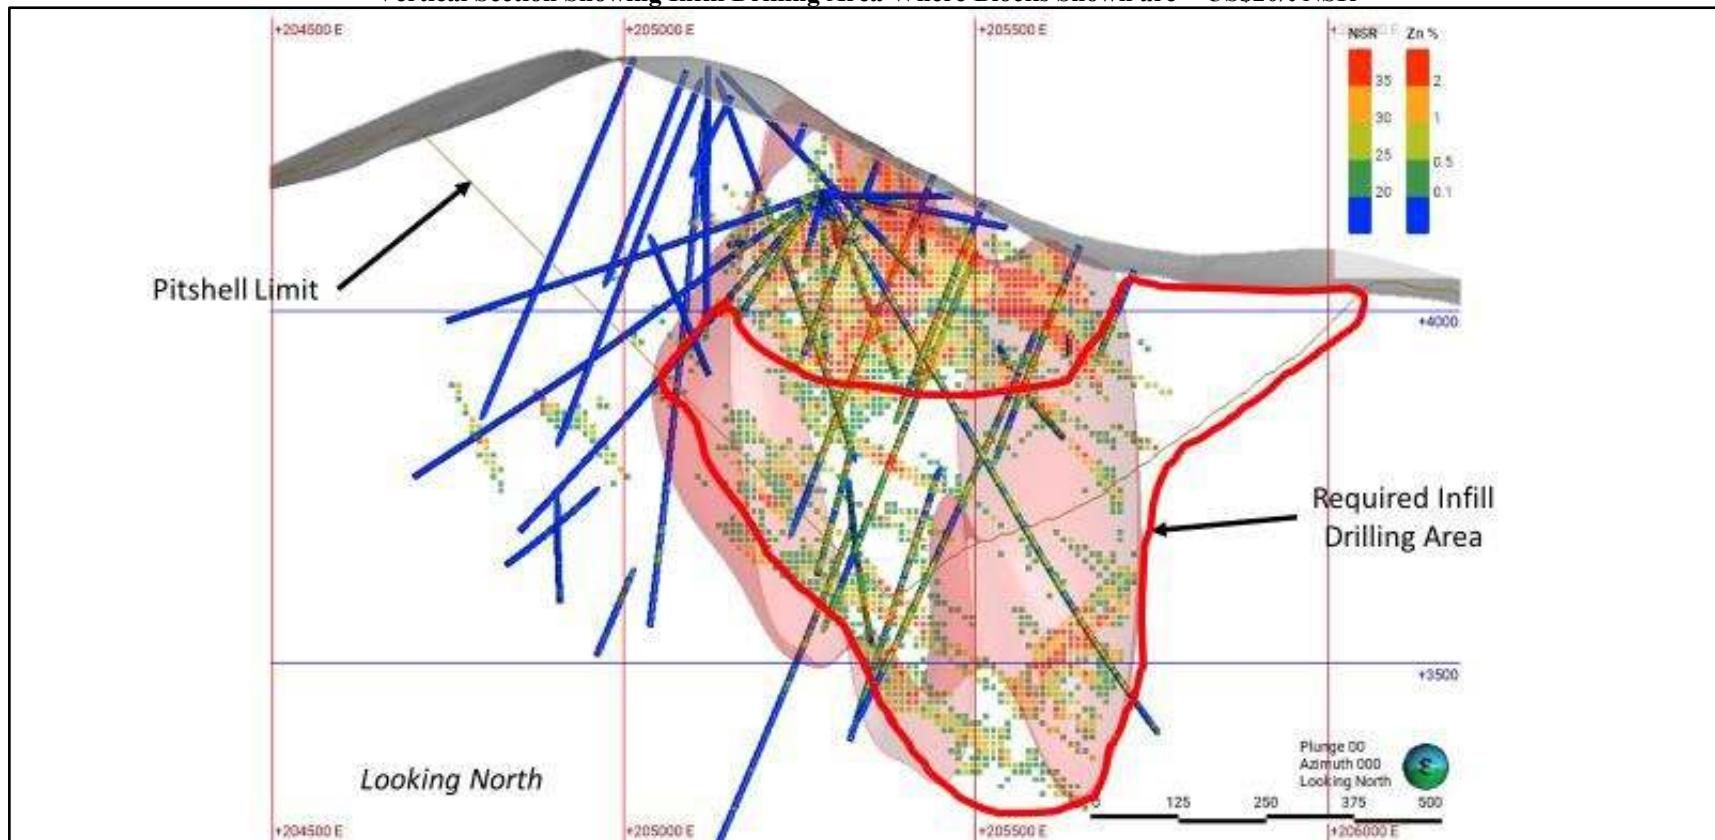 +204500 E
+205000 E
+205500 E
NSR
Zn %
35
2
30
1
25
0.5
20
0.1
Pitshell Limit
+4000
Required Infill
Drilling Area
+3500
Looking North
Plunge 00
Azimuth 000
Looking North
0
125
250
375
500
+204500 E
+205000 E
+205500 E
+206000 E